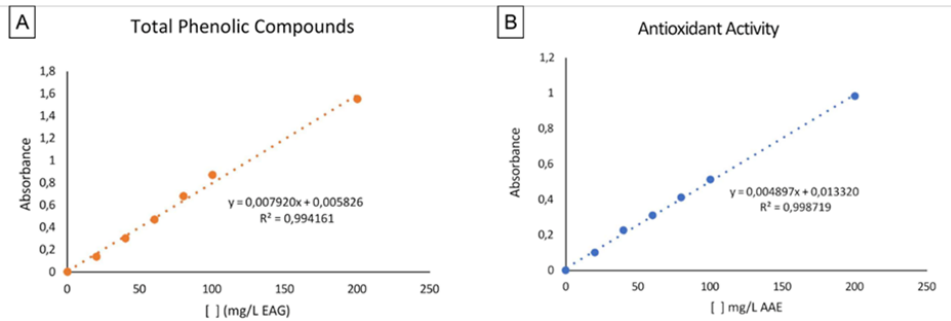 A
Total Phenolic Compounds
1,8
1,6
1,4
1,2
1
0,8
0,6
0,4
0,2
0
Absorbance
y = 0,007920x + 0,005826
R² = 0,994161
0 50 100 150 200 250
[ ] (mg/L EAG)
B
Antioxidant Activity
1,2
1
0,8
0,6
0,4
0,2
0
Absorbance
y = 0,004897x + 0,013320
R² = 0,998719
0 50 100 150 200 250
[ ] mg/L AAE